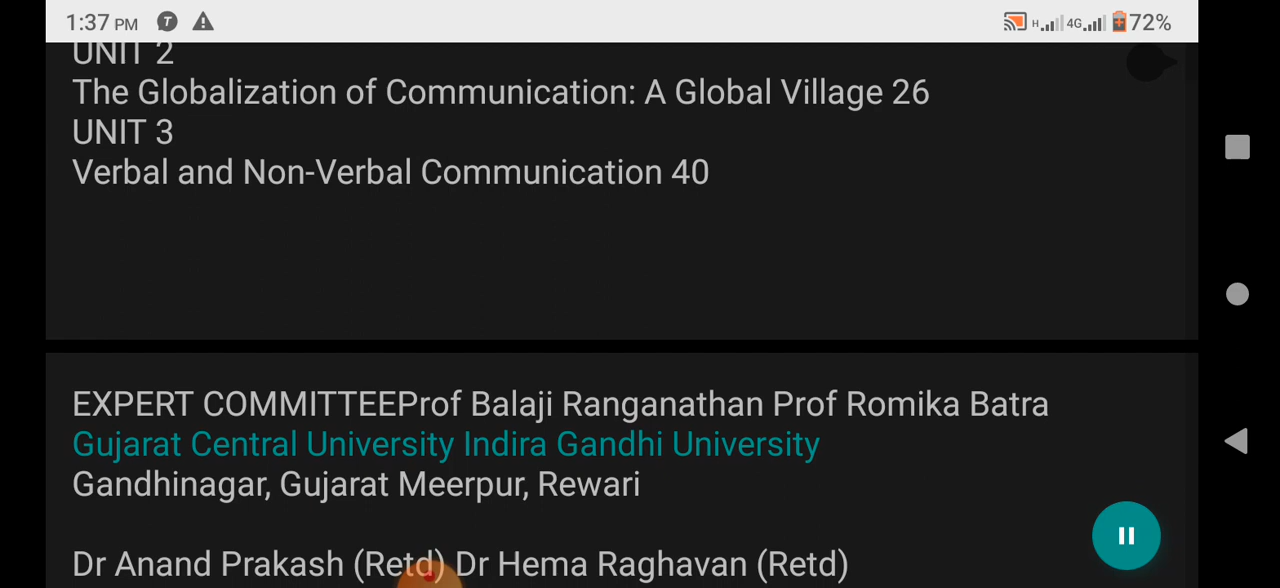 1:37 PM T 72%
H 4G
UNIT 2
The Globalization of Communication: A Global Village 26
UNIT 3
Verbal and Non-Verbal Communication 40
EXPERT COMMITTEEProf Balaji Ranganathan Prof Romika Batra
Gujarat Central University Indira Gandhi University
Gandhinagar, Gujarat Meerpur, Rewari
Dr Anand Prakash (Retd) Dr Hema Raghavan (Retd)